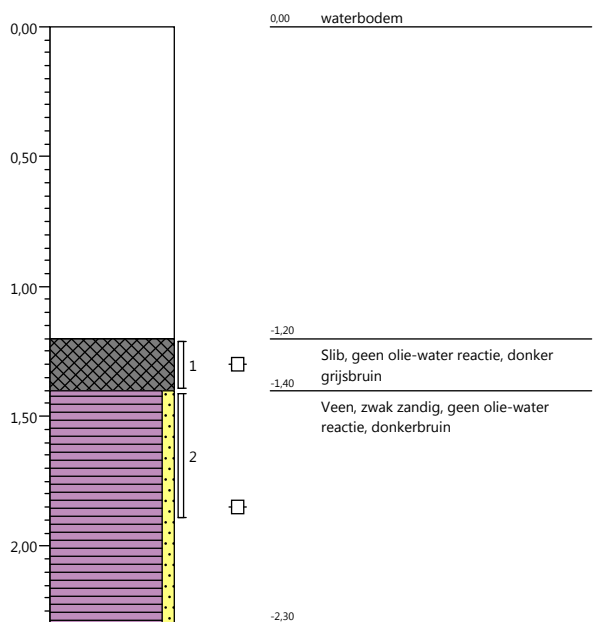 0,00
0,00 waterbodem
0,50
1,00
-1,20
1
Slib, geen olie-water reactie, donker
grijsbruin
-1,40
1,50
Veen, zwak zandig, geen olie-water
reactie, donkerbruin
2
2,00
-2,30